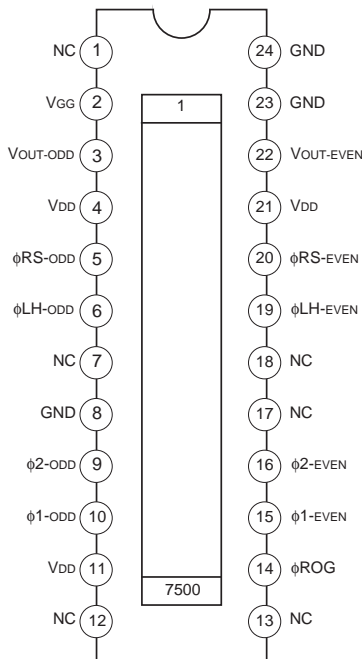 NC 1 24 GND
VGG 2 23 GND
1
VOUT-ODD 3 22 VOUT-EVEN
VDD 4 21 VDD
ϕRS-ODD 5 20 ϕRS-EVEN
ϕLH-ODD 6 19 ϕLH-EVEN
NC 7 18 NC
GND 8 17 NC
ϕ2-ODD 9 16 ϕ2-EVEN
ϕ1-ODD 10 15 ϕ1-EVEN
VDD 11 14 ϕROG
7500
NC 12 13 NC